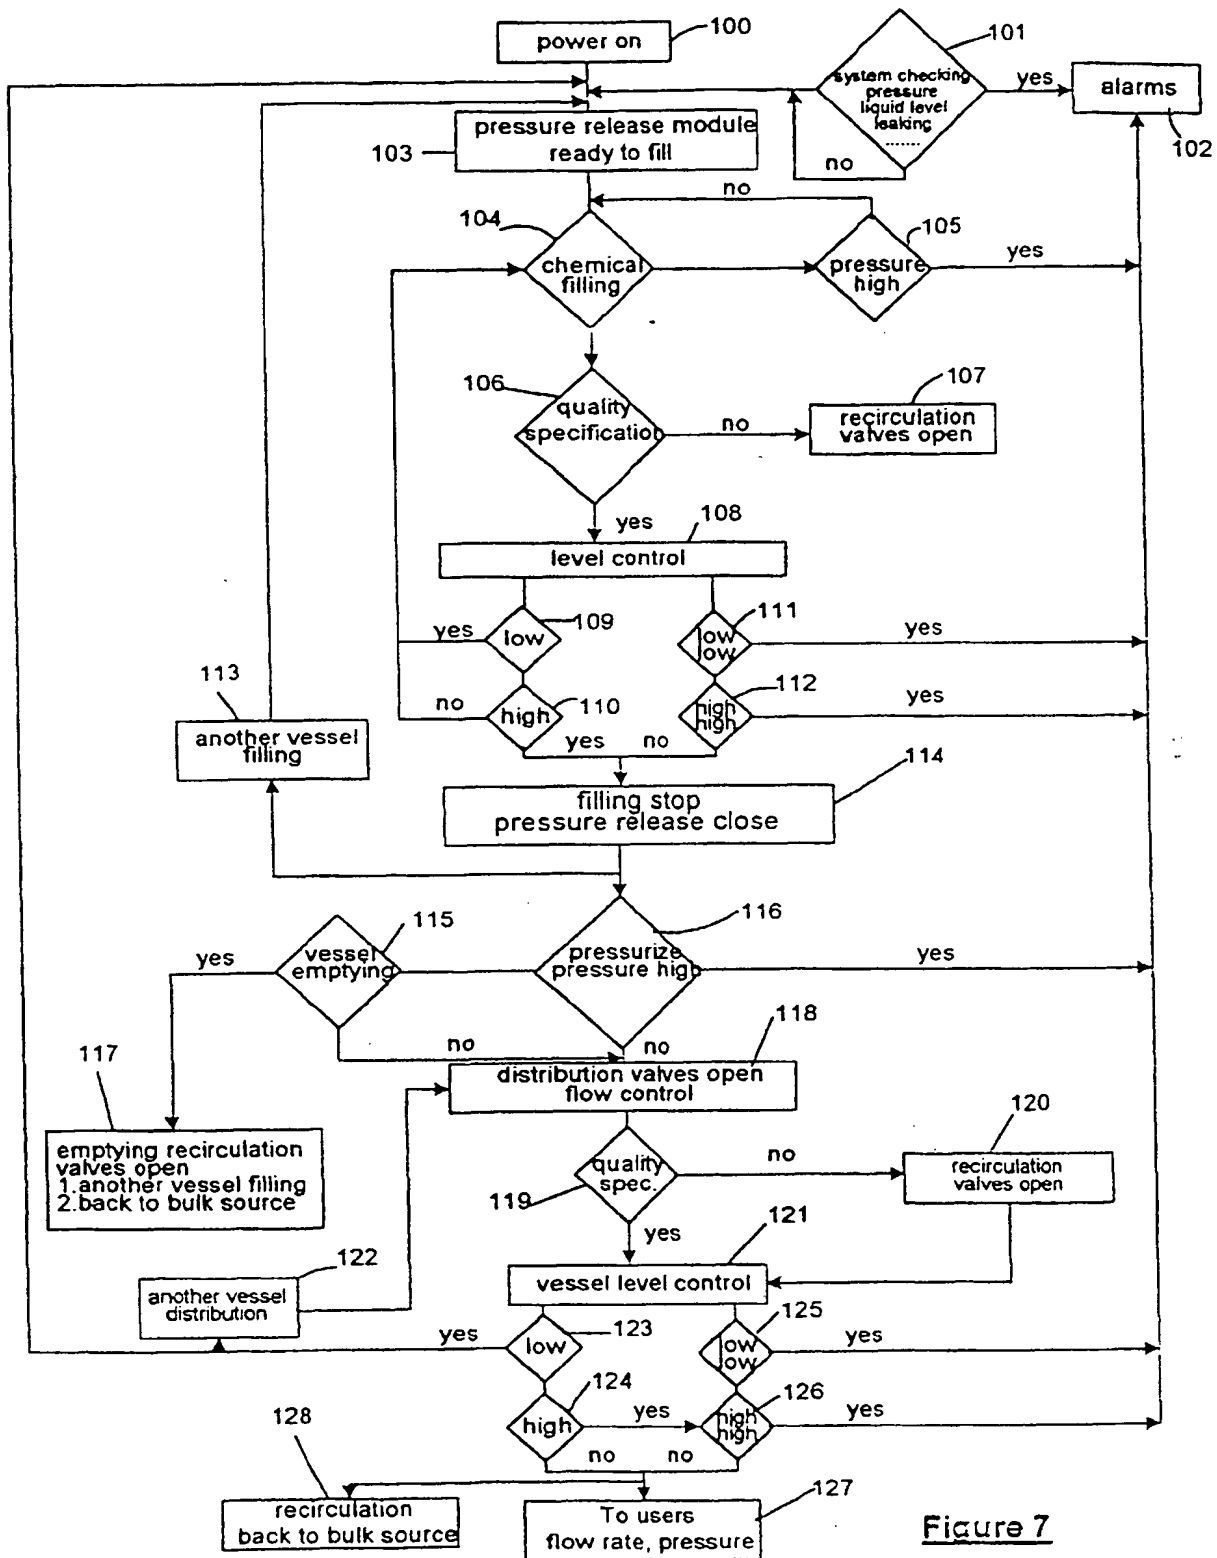 power on
100
101
system checking
pressure
liquid level
leaking
.......
yes
alarms
102
no
103
pressure release module
ready to fill
no
104
chemical
filling
105
pressure
high
yes
106
quality
specification
no
107
recirculation
valves open
yes
108
level control
yes
low
109
low
low
111
yes
no
high
110
high
high
112
yes
yes
no
113
another vessel
filling
114
filling stop
pressure release close
115
vessel
emptying
yes
116
pressurize
pressure high
yes
no
no
118
distribution valves open
flow control
117
emptying recirculation
valves open
1.another vessel filling
2.back to bulk source
119
quality
spec.
no
120
recirculation
valves open
yes
121
vessel level control
122
another vessel
distribution
yes
low
123
low
low
125
yes
high
124
yes
high
high
126
yes
no
no
128
recirculation
back to bulk source
127
To users
flow rate, pressure
Figure 7